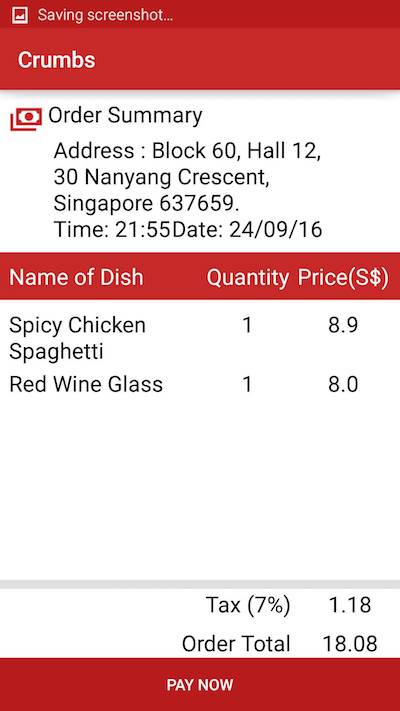 Saving screenshot...
Crumbs
Order Summary
Address : Block 60, Hall 12,
30 Nanyang Crescent,
Singapore 637659.
Time: 21:55Date: 24/09/16
Name of Dish Quantity Price(S$)
Spicy Chicken 1 8.9
Spaghetti
Red Wine Glass 1 8.0
Tax (7%) 1.18
Order Total 18.08
PAY NOW